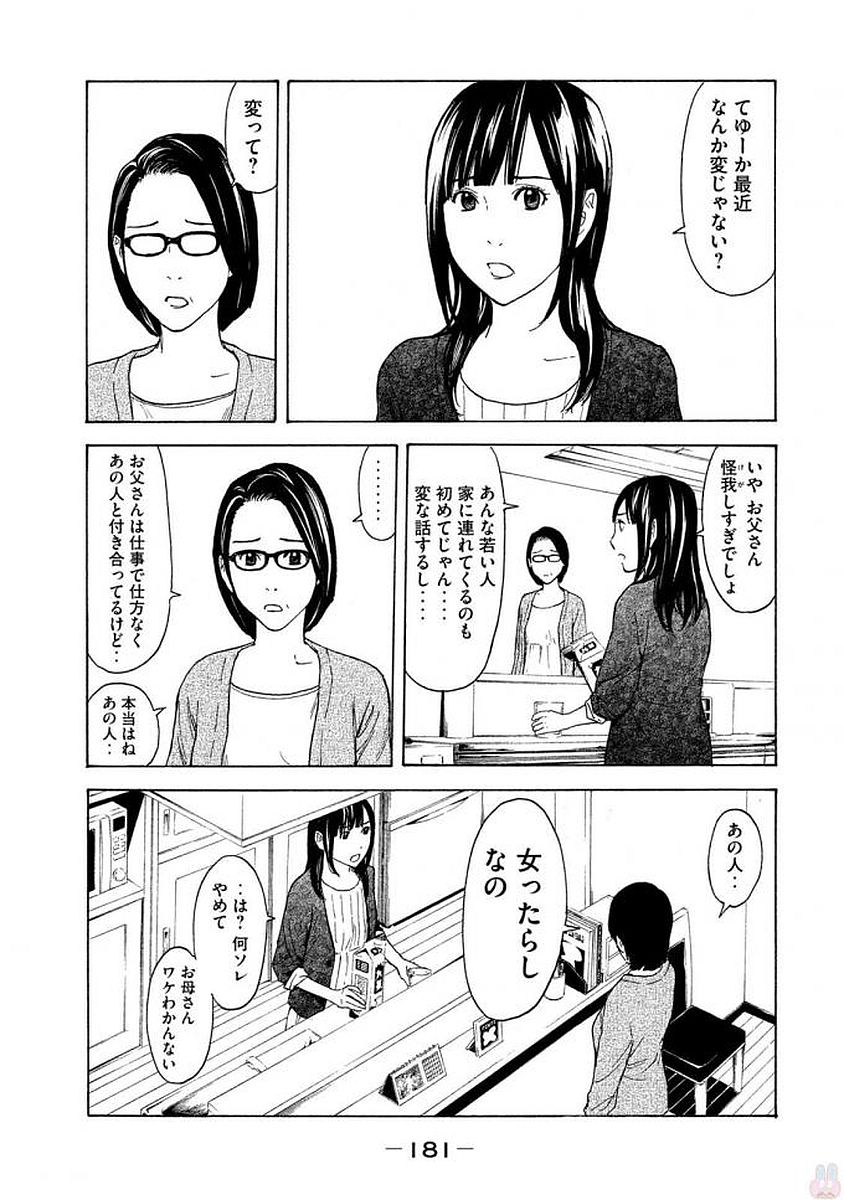 てゆーか最近
なんか変じゃない?
変って?
いや お父さん
怪我しすぎでしょ
けが
あんな若い人
家に連れてくるのも
初めてじゃん‥‥
変な話するし‥‥
‥‥‥‥
お父さんは仕事で仕方なく
あの人と付き合ってるけど‥
本当はね
あの人‥
あの人‥
女ったらし
なの
‥は? 何ソレ
やめて
お母さん
ワケわかんない
—181—